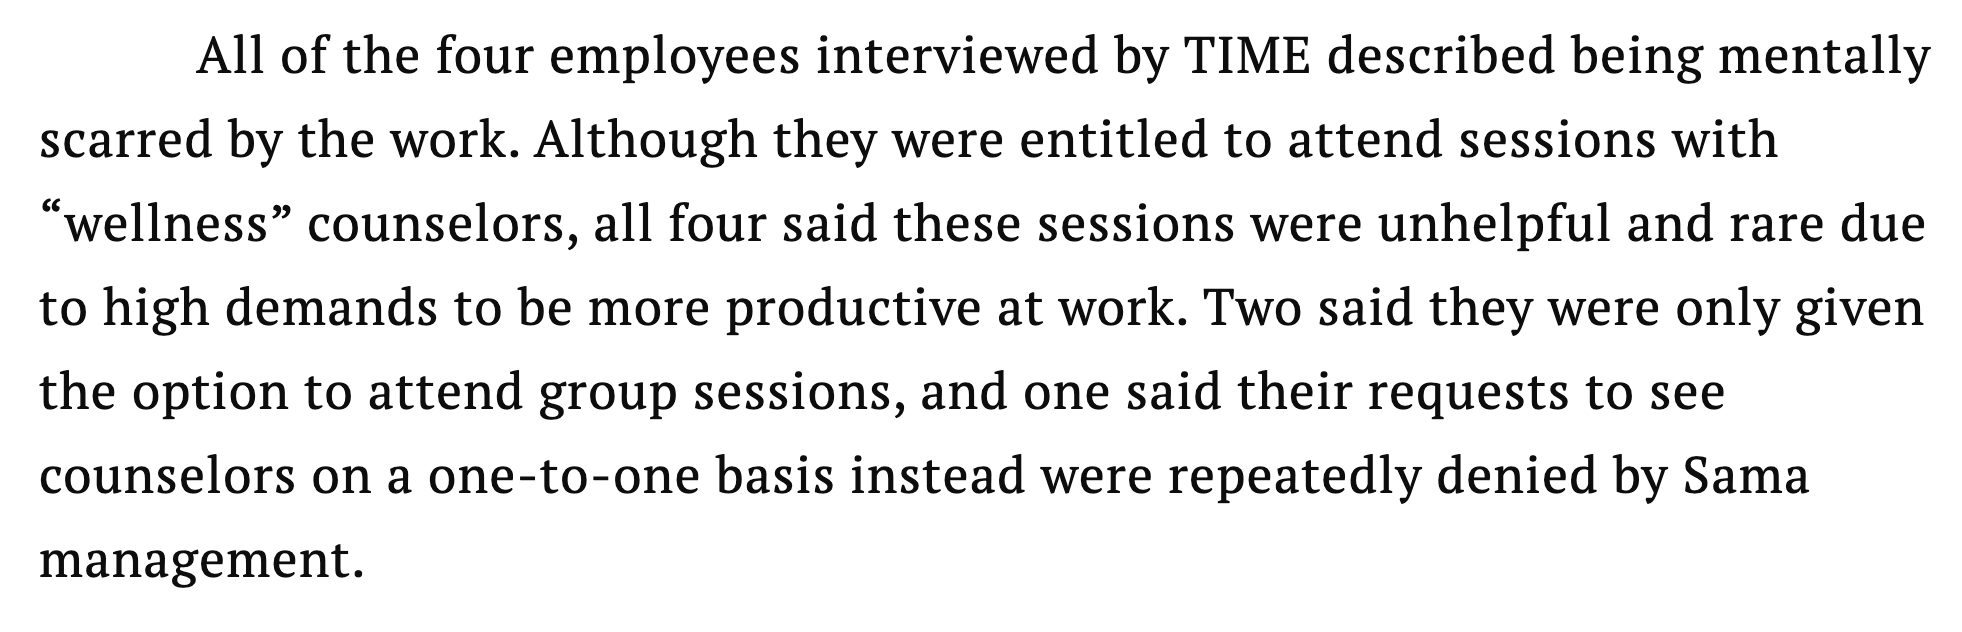 All of the four employees interviewed by TIME described being mentally
scarred by the work. Although they were entitled to attend sessions with
“wellness” counselors, all four said these sessions were unhelpful and rare due
to high demands to be more productive at work. Two said they were only given
the option to attend group sessions, and one said their requests to see
counselors on a one-to-one basis instead were repeatedly denied by Sama
management.